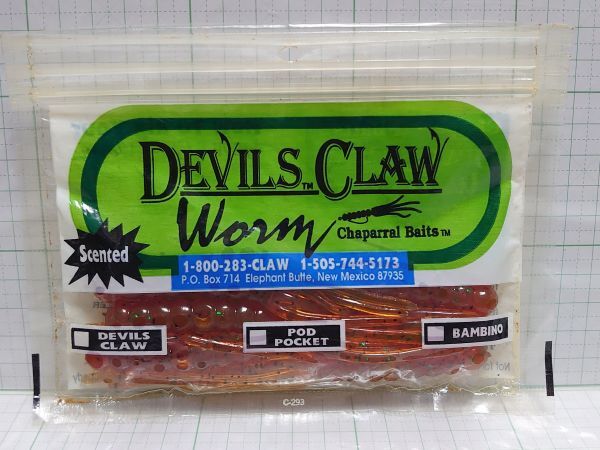 DEVILS CLAW TM
Worm
Chaparral Baits TM
Scented
1-800-283-CLAW 1-505-744-5173
P.O. Box 714 Elephant Butte, New Mexico 87935
DEVILS
CLAW
POD
POCKET
BAMBINO
C-293